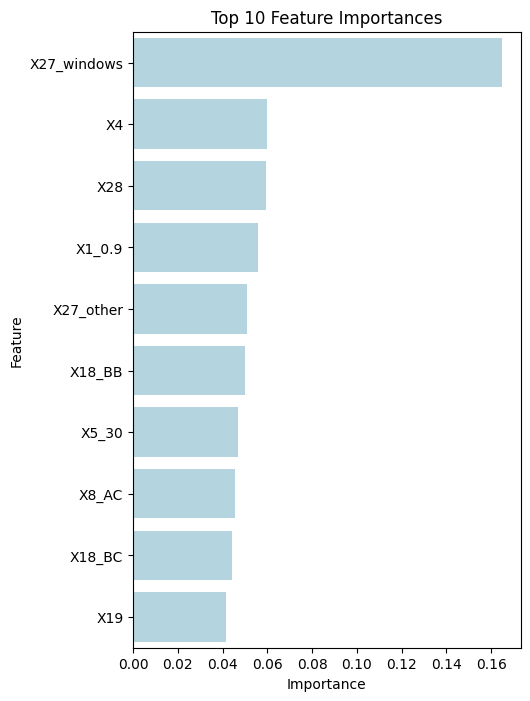 Top 10 Feature Importances
X27_windows
X4
X28
X1_0.9
X27_other
X18_BB
X5_30
X8_AC
X18_BC
X19
Feature
0.00 0.02 0.04 0.06 0.08 0.10 0.12 0.14 0.16
Importance